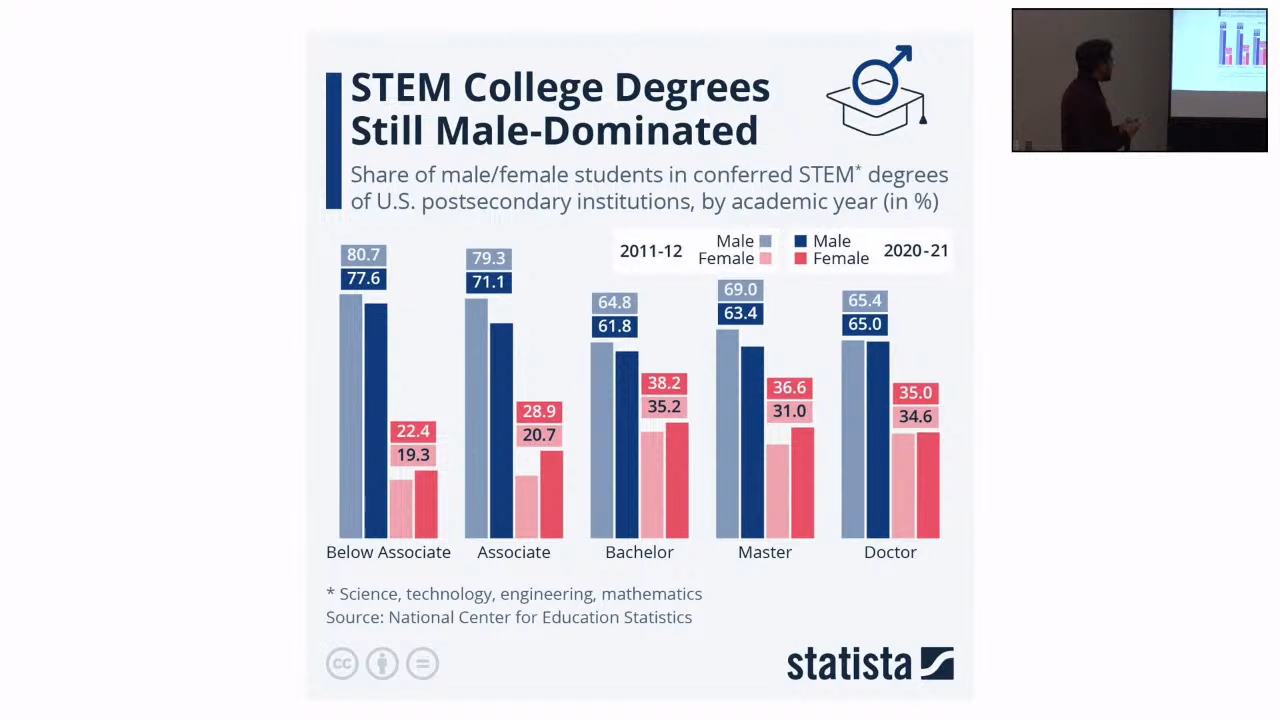 STEM College Degrees
Still Male-Dominated
Share of male/female students in conferred STEM* degrees
of U.S. postsecondary institutions, by academic year (in %)
2011-12 Male Male 2020-21
Female Female
80.7
77.6
22.4
19.3
79.3
71.1
28.9
20.7
64.8
61.8
38.2
35.2
69.0
63.4
36.6
31.0
65.4
65.0
35.0
34.6
Below Associate Associate Bachelor Master Doctor
* Science, technology, engineering, mathematics
Source: National Center for Education Statistics
cc
statista